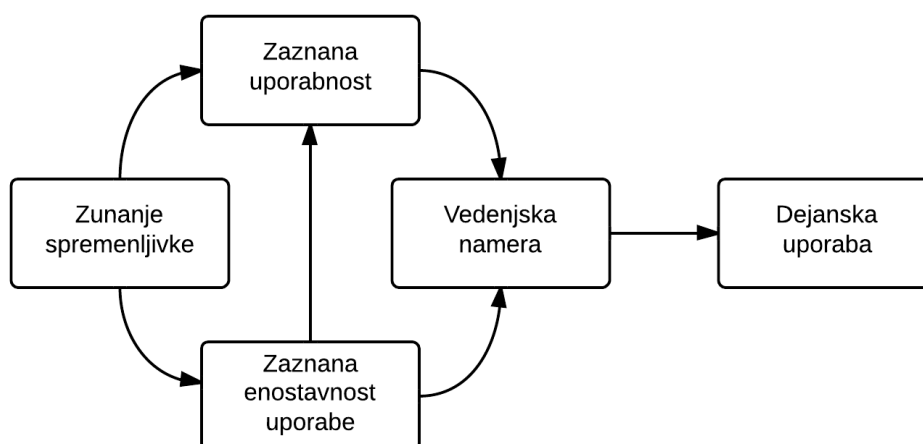 Zaznana
uporabnost
Zunanje
spremenljivke
Vedenjska
namera
Dejanska
uporaba
Zaznana
enostavnost
uporabe